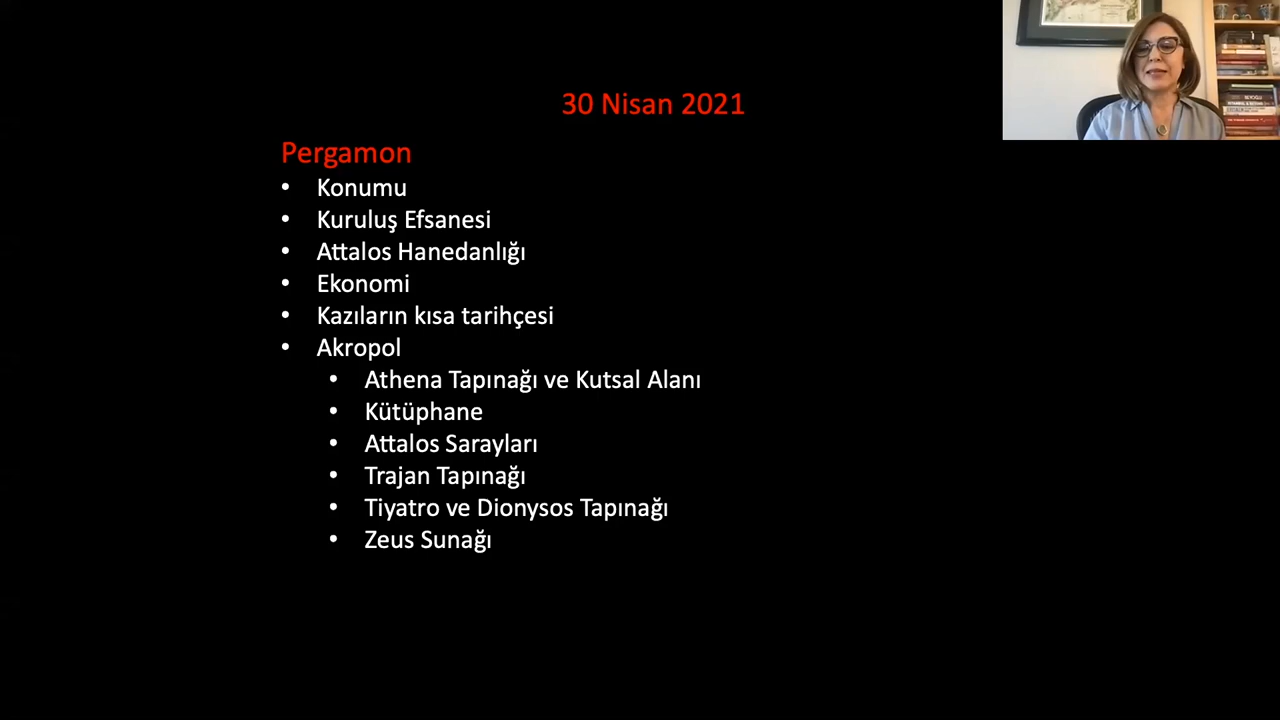 30 Nisan 2021
Pergamon
• Konumu
• Kuruluş Efsanesi
• Attalos Hanedanlığı
• Ekonomi
• Kazıların kısa tarihçesi
• Akropol
• Athena Tapınağı ve Kutsal Alanı
• Kütüphane
• Attalos Sarayları
• Trajan Tapınağı
• Tiyatro ve Dionysos Tapınağı
• Zeus Sunağı
BEYOĞLU